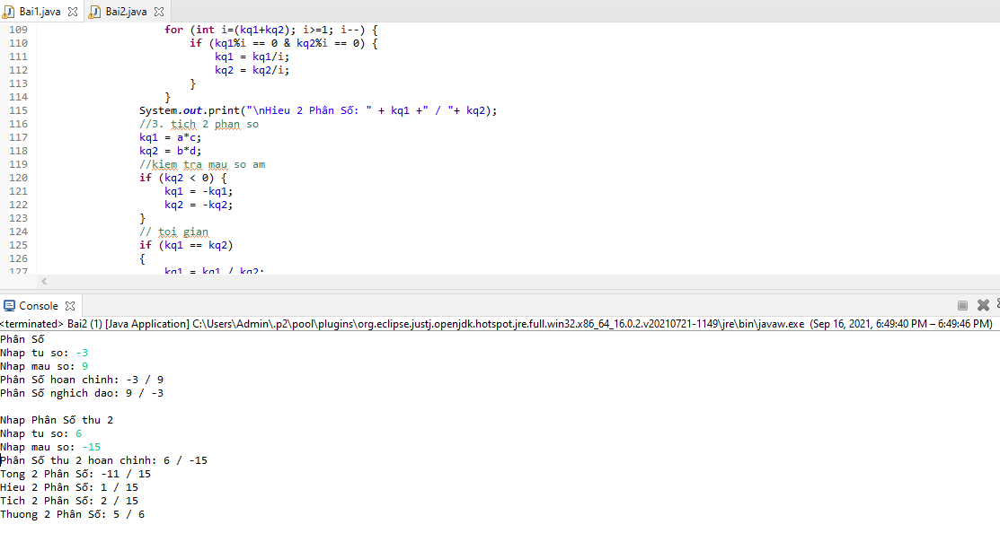 Bai1.java Bai2.java
109 for (int i=(kq1+kq2); i>=1; i--) {
110 if (kq1%i == 0 & kq2%i == 0) {
111 kq1 = kq1/i;
112 kq2 = kq2/i;
113 }
114 }
115 System.out.print("\nHieu 2 Phân Số: " + kq1 +" / "+ kq2);
116 //3. tich 2 phan so
117 kq1 = a*c;
118 kq2 = b*d;
119 //kiem tra mau so am
120 if (kq2 < 0) {
121 kq1 = -kq1;
122 kq2 = -kq2;
123 }
124 // toi gian
125 if (kq1 == kq2)
126 {
127 kq1 = kq1 / kq2;
Console
<terminated> Bai2 (1) [Java Application] C:\Users\Admin\.p2\pool\plugins\org.eclipse.justj.openjdk.hotspot.jre.full.win32.x86_64_16.0.2.v20210721-1149\jre\bin\javaw.exe (Sep 16, 2021, 6:49:40 PM – 6:49:46 PM)
Phân Số
Nhap tu so: -3
Nhap mau so: 9
Phân Số hoan chinh: -3 / 9
Phân Số nghich dao: 9 / -3
Nhap Phân Số thu 2
Nhap tu so: 6
Nhap mau so: -15
Phân Số thu 2 hoan chinh: 6 / -15
Tong 2 Phân Số: -11 / 15
Hieu 2 Phân Số: 1 / 15
Tich 2 Phân Số: 2 / 15
Thuong 2 Phân Số: 5 / 6